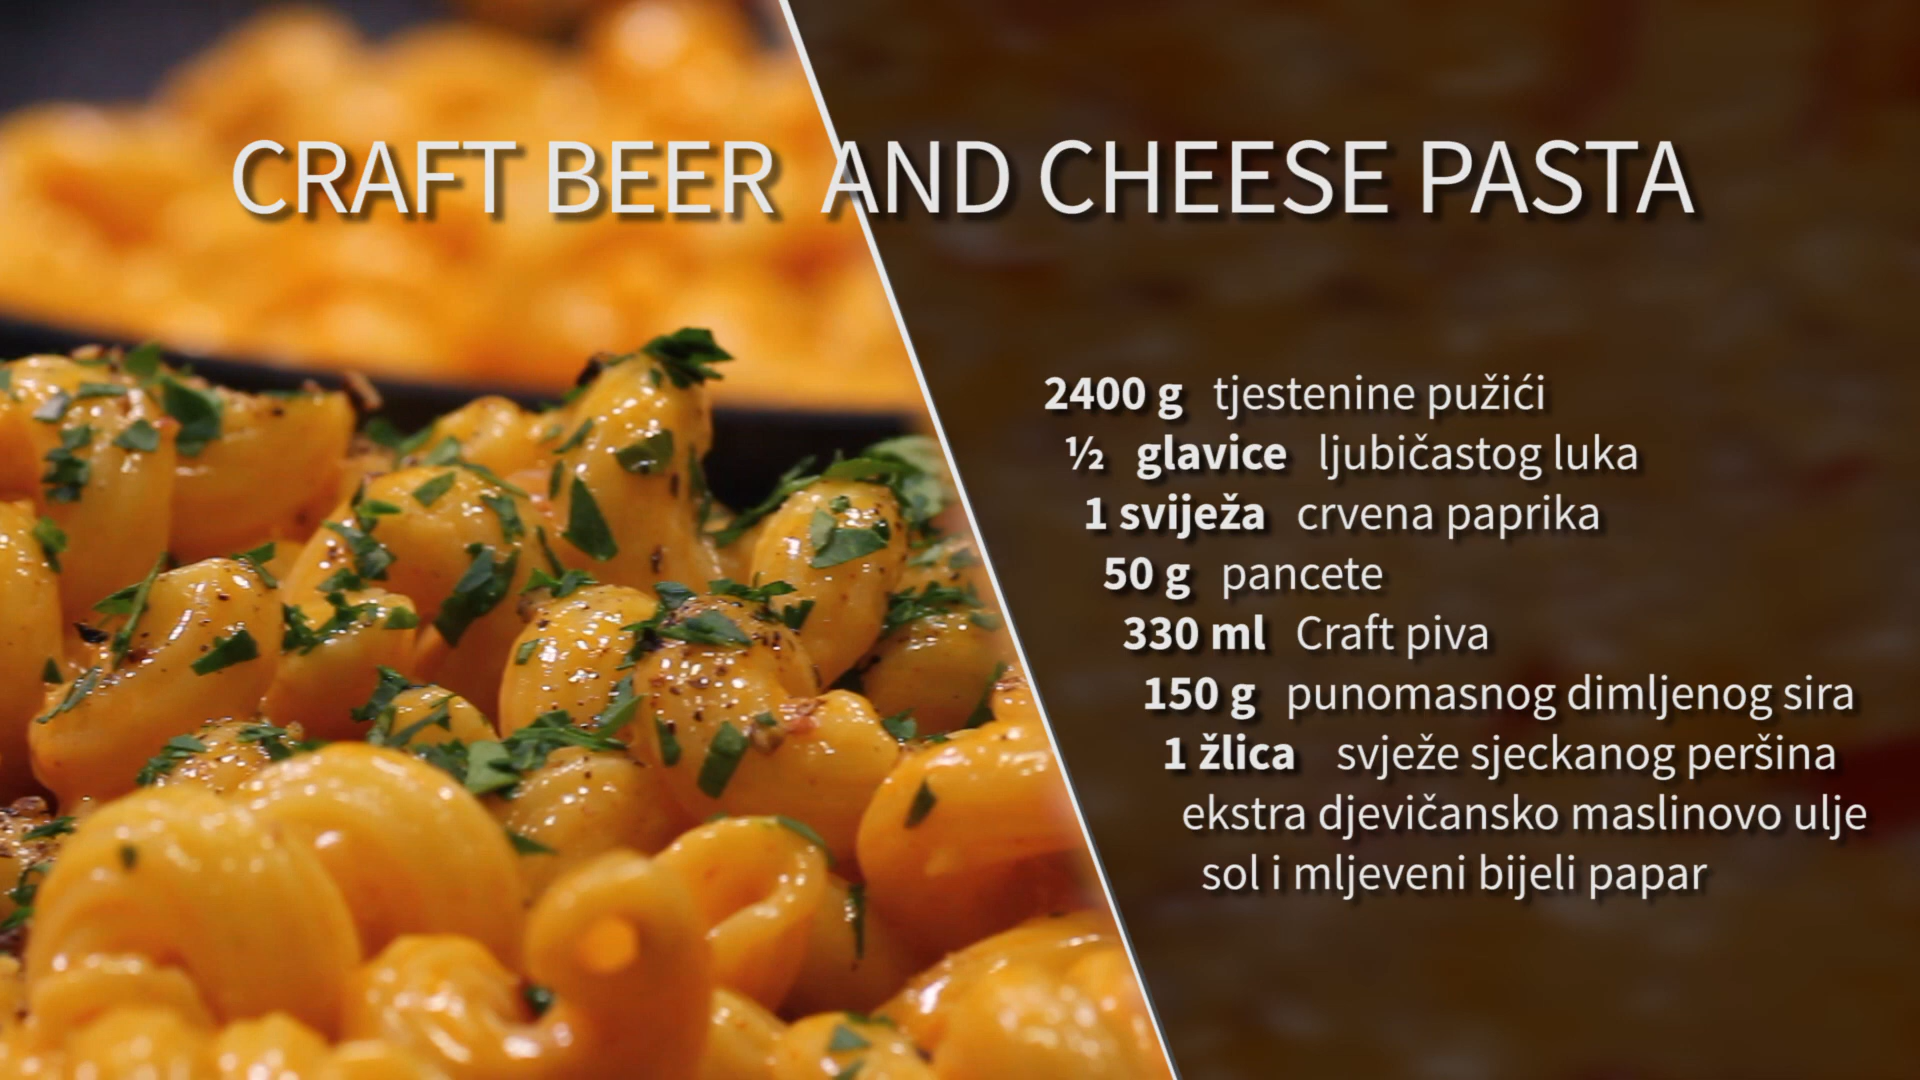 CRAFT BEER AND CHEESE PASTA
2400 g tjestenine pužići
½ glavice ljubičastog luka
1 sviježa crvena paprika
50 g pancete
330 ml Craft piva
150 g punomasnog dimljenog sira
1 žlica svježe sjeckanog peršina
ekstra djevičansko maslinovo ulje
sol i mljeveni bijeli papar